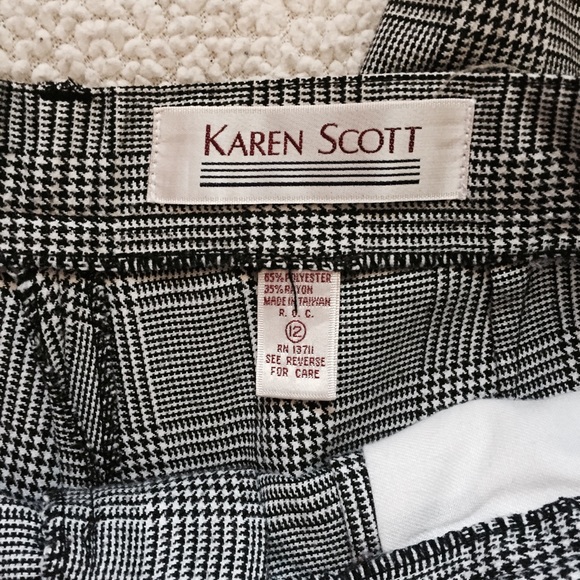 KAREN SCOTT
65% POLYESTER
35% RAYON
MADE IN TAIWAN
R. O. C.
12
RN 13711
SEE REVERSE
FOR CARE